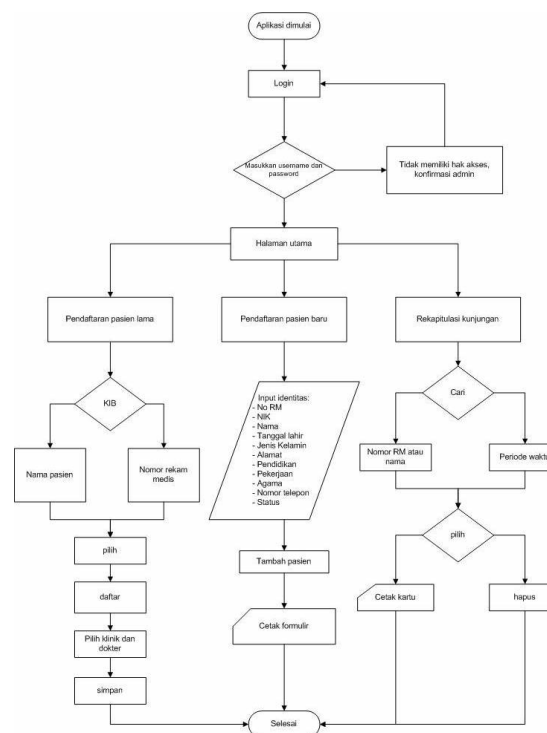 Aplikasi dimulai
Login
Masukkan username dan
password
Tidak memiliki hak akses,
konfirmasi admin
Halaman utama
Pendaftaran pasien lama
Pendaftaran pasien baru
Rekapitulasi kunjungan
KIB
Nama pasien
Nomor rekam
medis
pilih
daftar
Pilih klinik dan
dokter
simpan
Input identitas:
- No RM
- NIK
- Nama
- Tanggal lahir
- Jenis Kelamin
- Alamat
- Pendidikan
- Pekerjaan
- Agama
- Nomor telepon
- Status
Tambah pasien
Cetak formulir
Cari
Nomor RM atau
nama
Periode waktu
pilih
Cetak kartu
hapus
Selesai